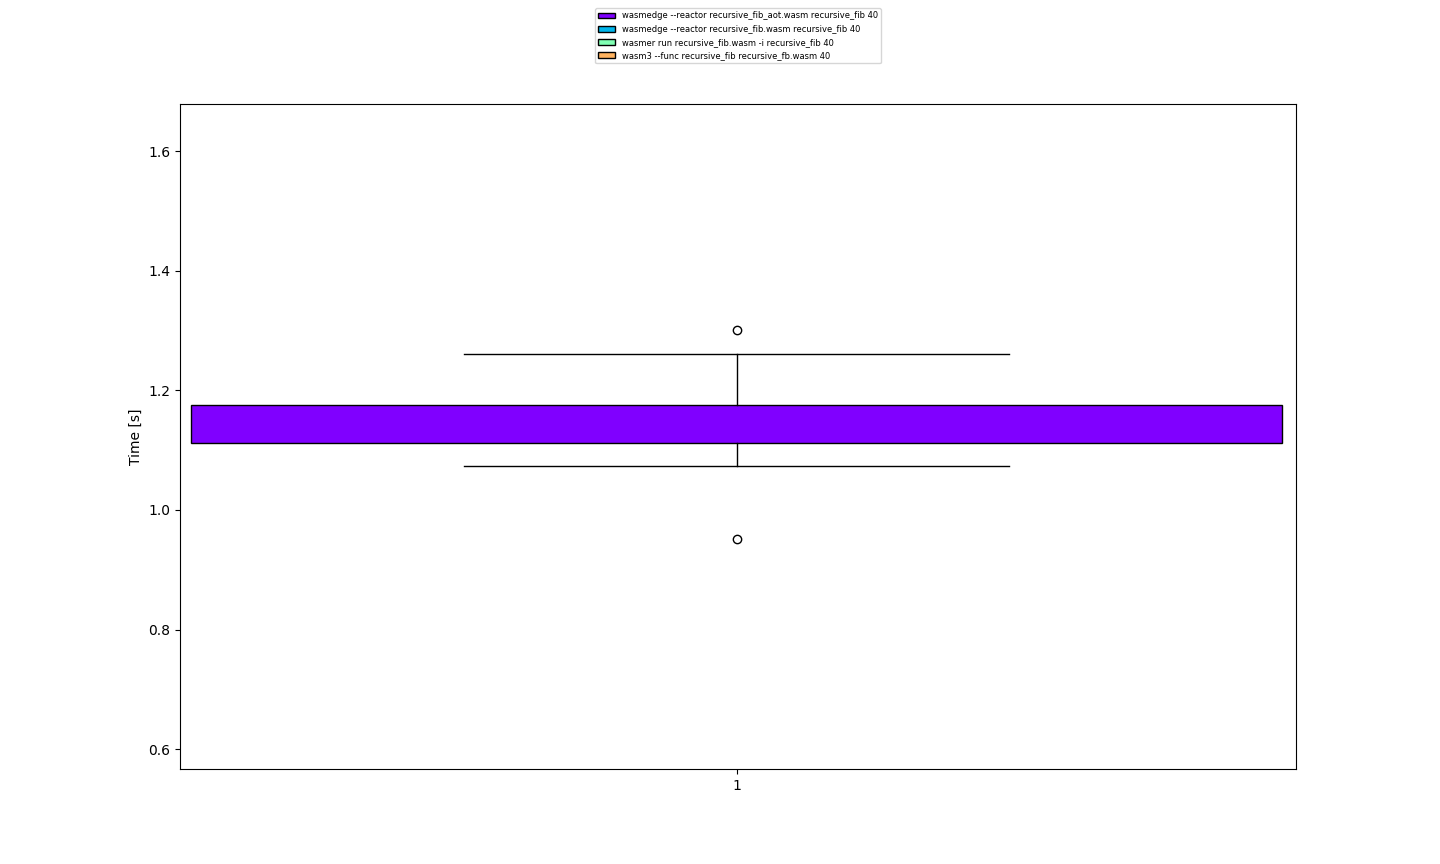 wasmedge --reactor recursive_fib_aot.wasm recursive_fib 40
wasmedge --reactor recursive_fib.wasm recursive_fib 40
wasmer run recursive_fib.wasm -i recursive_fib 40
wasm3 --func recursive_fib recursive_fb.wasm 40
1.6
1.4
1.2
1.0
0.8
0.6
Time [s]
1